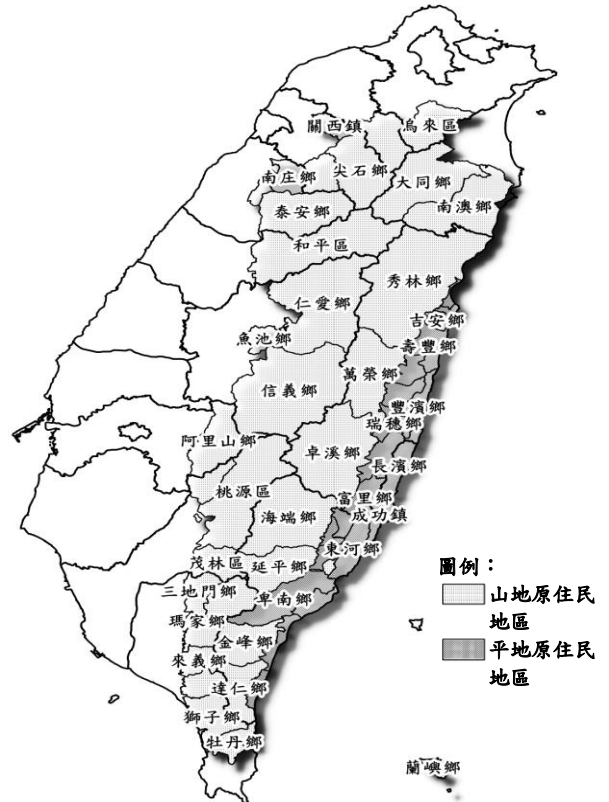 關西鎮
烏來區
尖石鄉
南庄鄉
大同鄉
泰安鄉
南澳鄉
和平區
秀林鄉
仁愛鄉
吉安鄉
魚池鄉
壽豐鄉
萬榮鄉
信義鄉
豐濱鄉
瑞穗鄉
阿里山鄉
卓溪鄉
長濱鄉
桃源區
富里鄉
成功鎮
海端鄉
東河鄉
茂林區
延平鄉
三地門鄉
卑南鄉
瑪家鄉
金峰鄉
來義鄉
達仁鄉
獅子鄉
牡丹鄉
蘭嶼鄉
圖例：
山地原住民
地區
平地原住民
地區